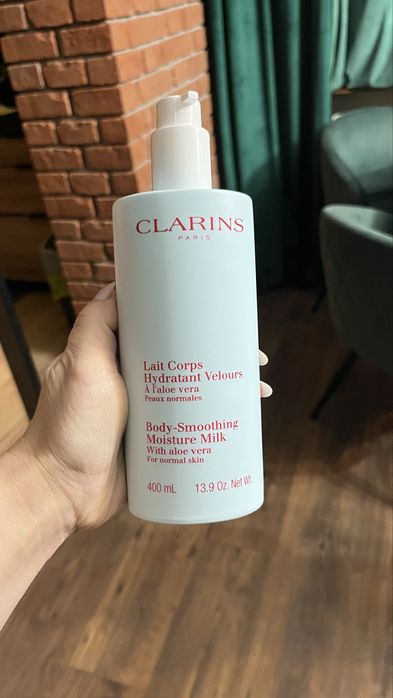 CLARINS
PARIS
Lait Corps
Hydratant Velours
À l'aloe vera
Peaux normales
Body-Smoothing
Moisture Milk
With aloe vera
For normal skin
400 mL 13.9 Oz. Net Wt.